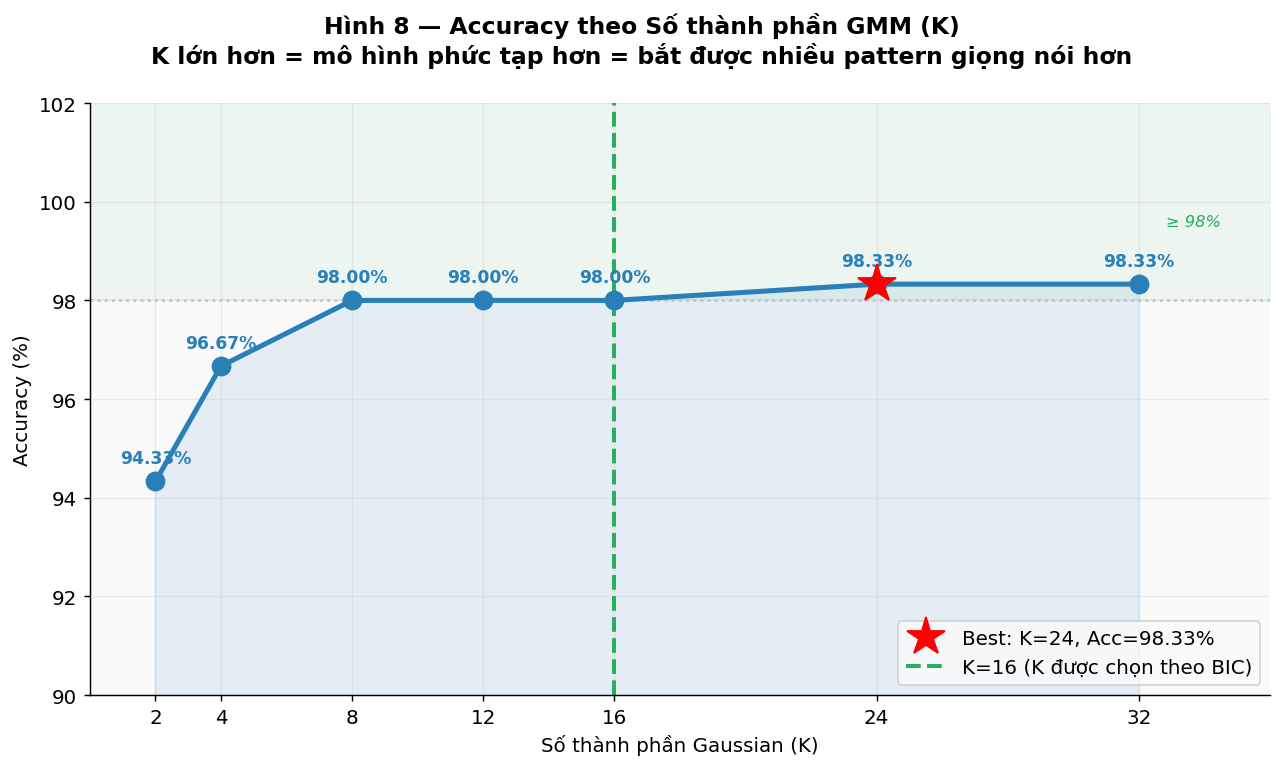 Hình 8 — Accuracy theo Số thành phần GMM (K)
K lớn hơn = mô hình phức tạp hơn = bắt được nhiều pattern giọng nói hơn
102
100
98
96
94
92
90
Accuracy (%)
94.33%
96.67%
98.00%
98.00%
98.00%
98.33%
98.33%
≥ 98%
Best: K=24, Acc=98.33%
K=16 (K được chọn theo BIC)
2 4 8 12 16 24 32
Số thành phần Gaussian (K)